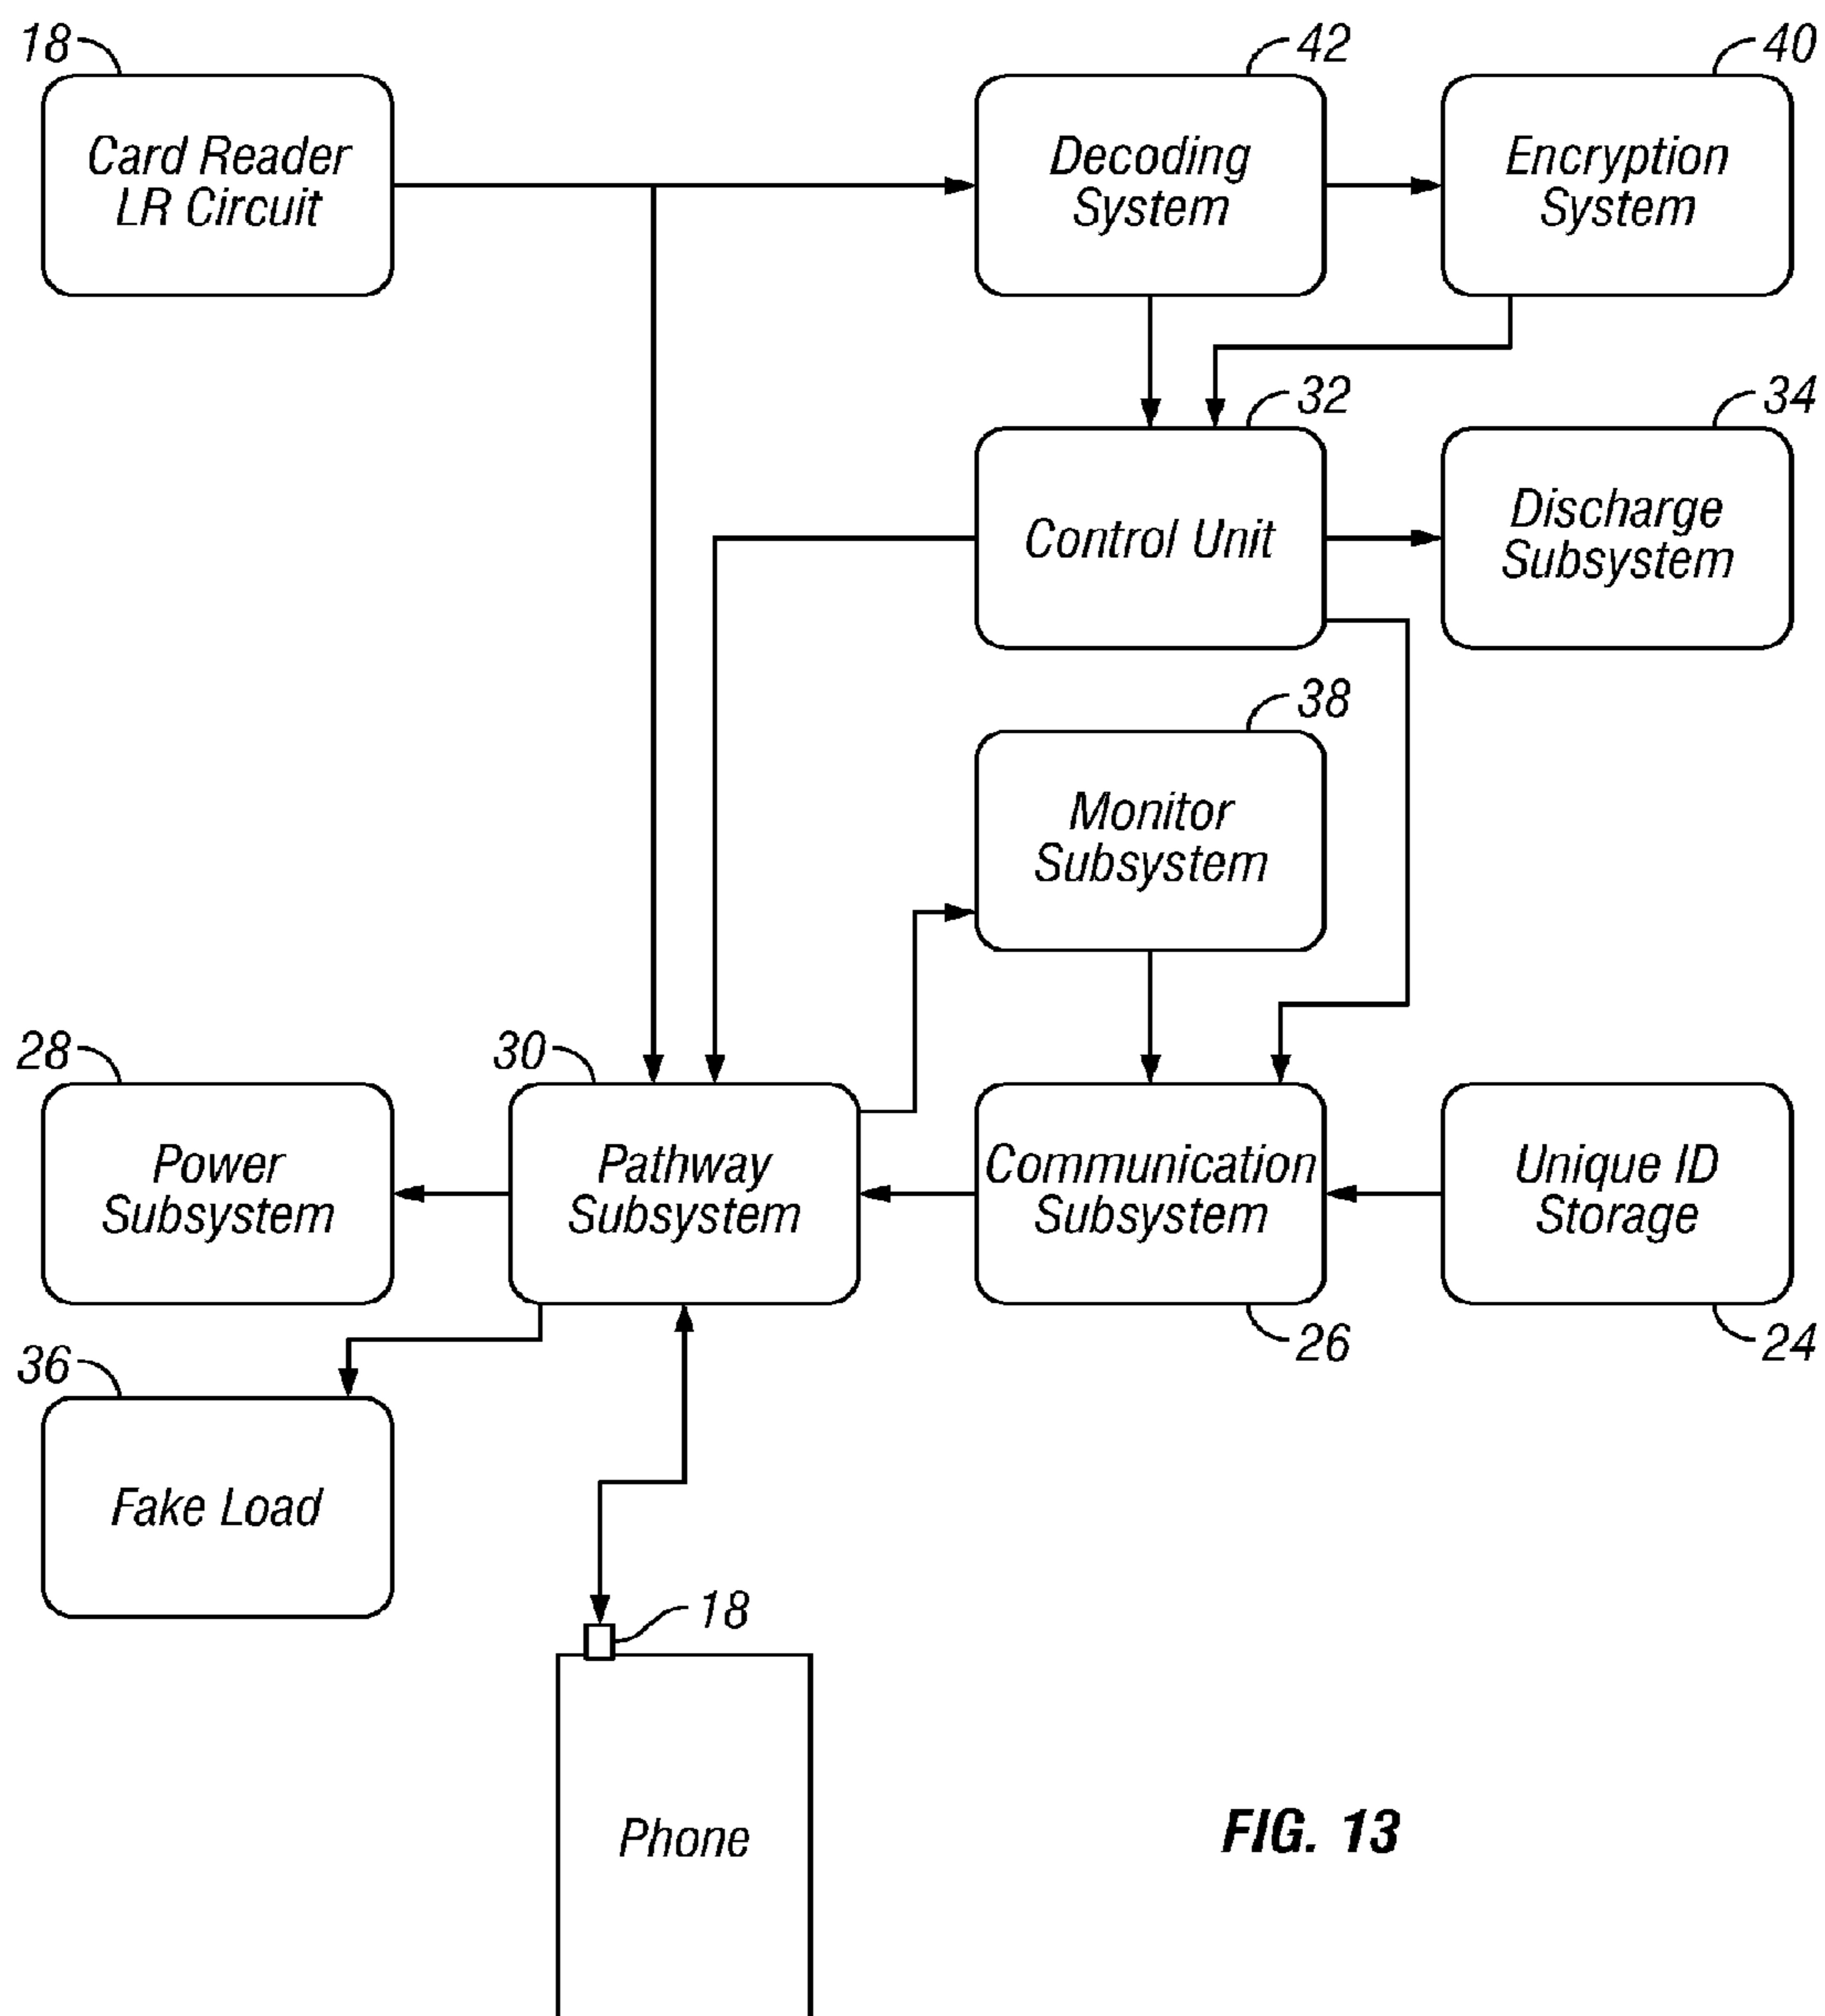 18
42
40
Card Reader
LR Circuit
Decoding
System
Encryption
System
32
34
Control Unit
Discharge
Subsystem
38
Monitor
Subsystem
28
30
Power
Subsystem
Pathway
Subsystem
Communication
Subsystem
Unique ID
Storage
26
24
36
Fake Load
18
Phone
FIG. 13